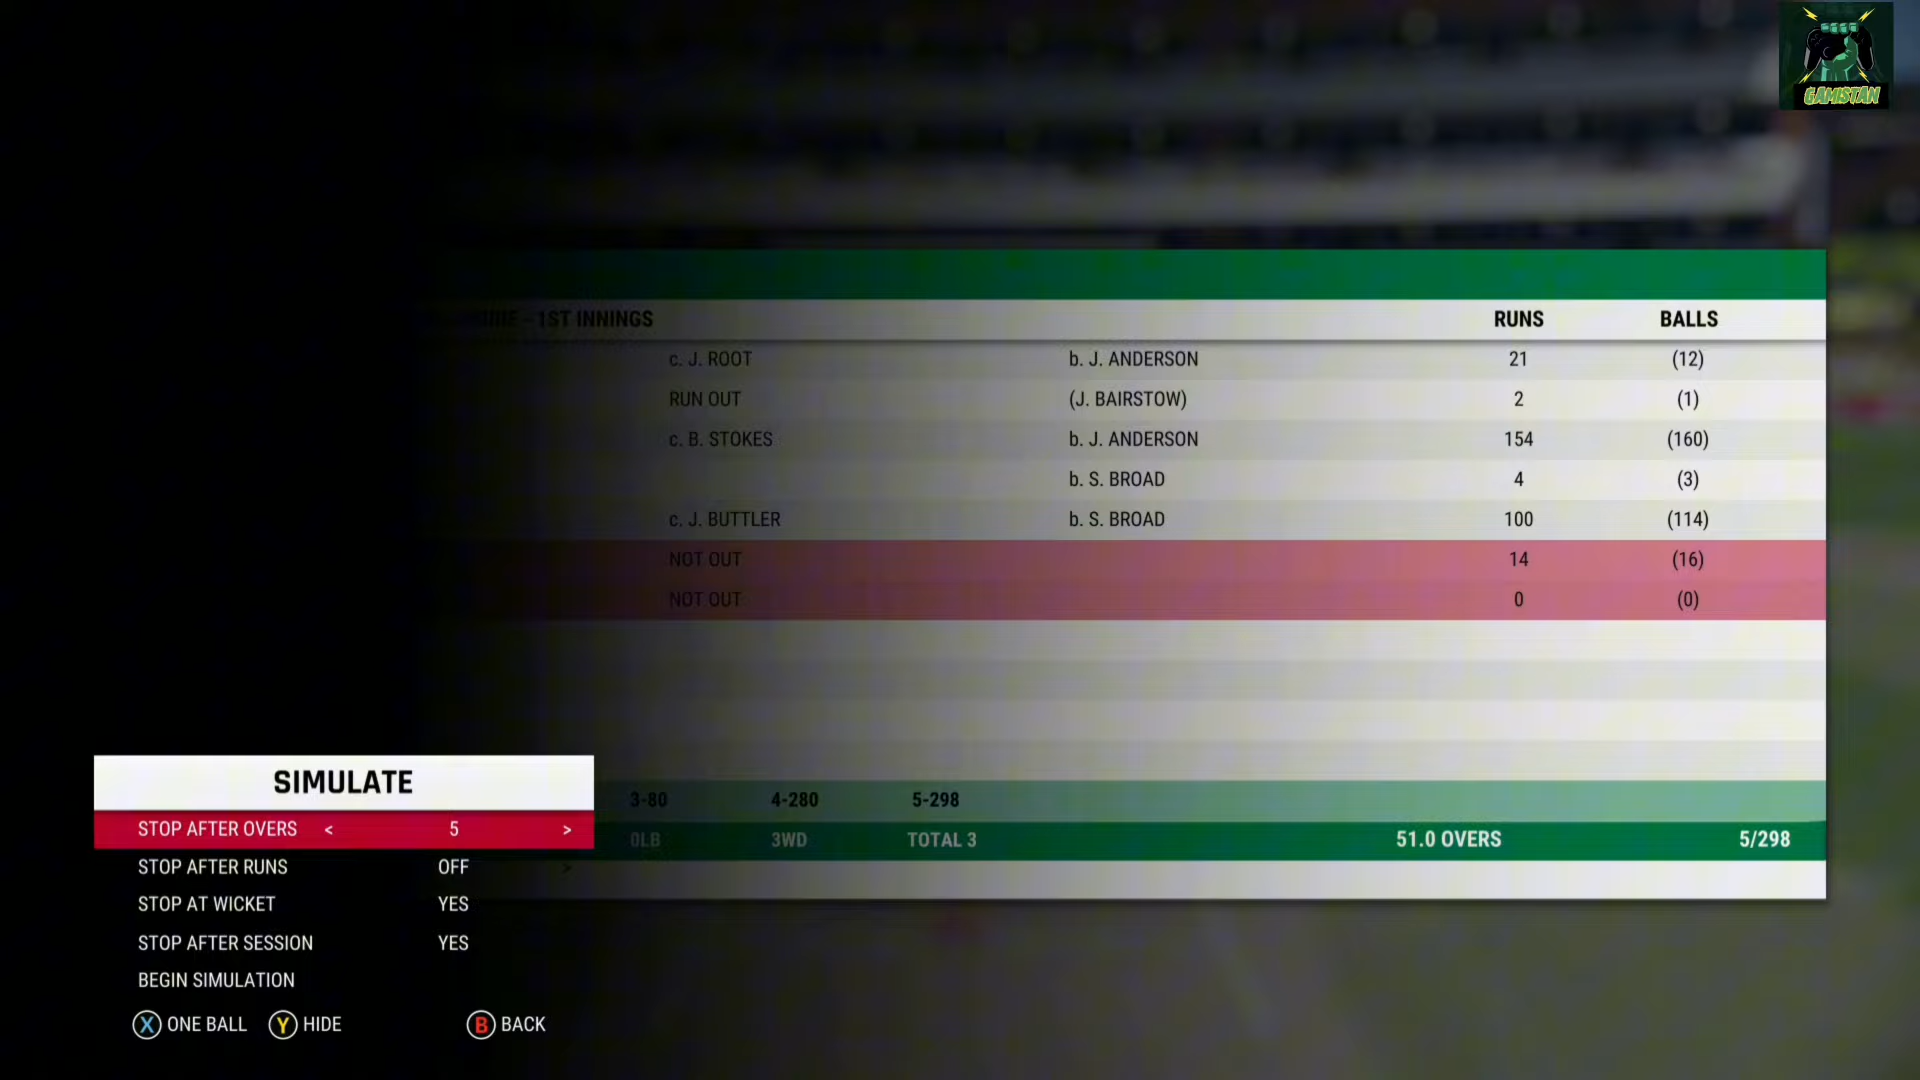 GAMISTAN
1ST INNINGS RUNS BALLS
c. J. ROOT b. J. ANDERSON 21 (12)
RUN OUT (J. BAIRSTOW) 2 (1)
c. B. STOKES b. J. ANDERSON 154 (160)
b. S. BROAD 4 (3)
c. J. BUTTLER b. S. BROAD 100 (114)
NOT OUT 14 (16)
NOT OUT 0 (0)
3-80 4-280 5-298
0LB 3WD TOTAL 3 51.0 OVERS 5/298
SIMULATE
STOP AFTER OVERS < 5 >
STOP AFTER RUNS OFF >
STOP AT WICKET YES
STOP AFTER SESSION YES
BEGIN SIMULATION
X ONE BALL Y HIDE B BACK